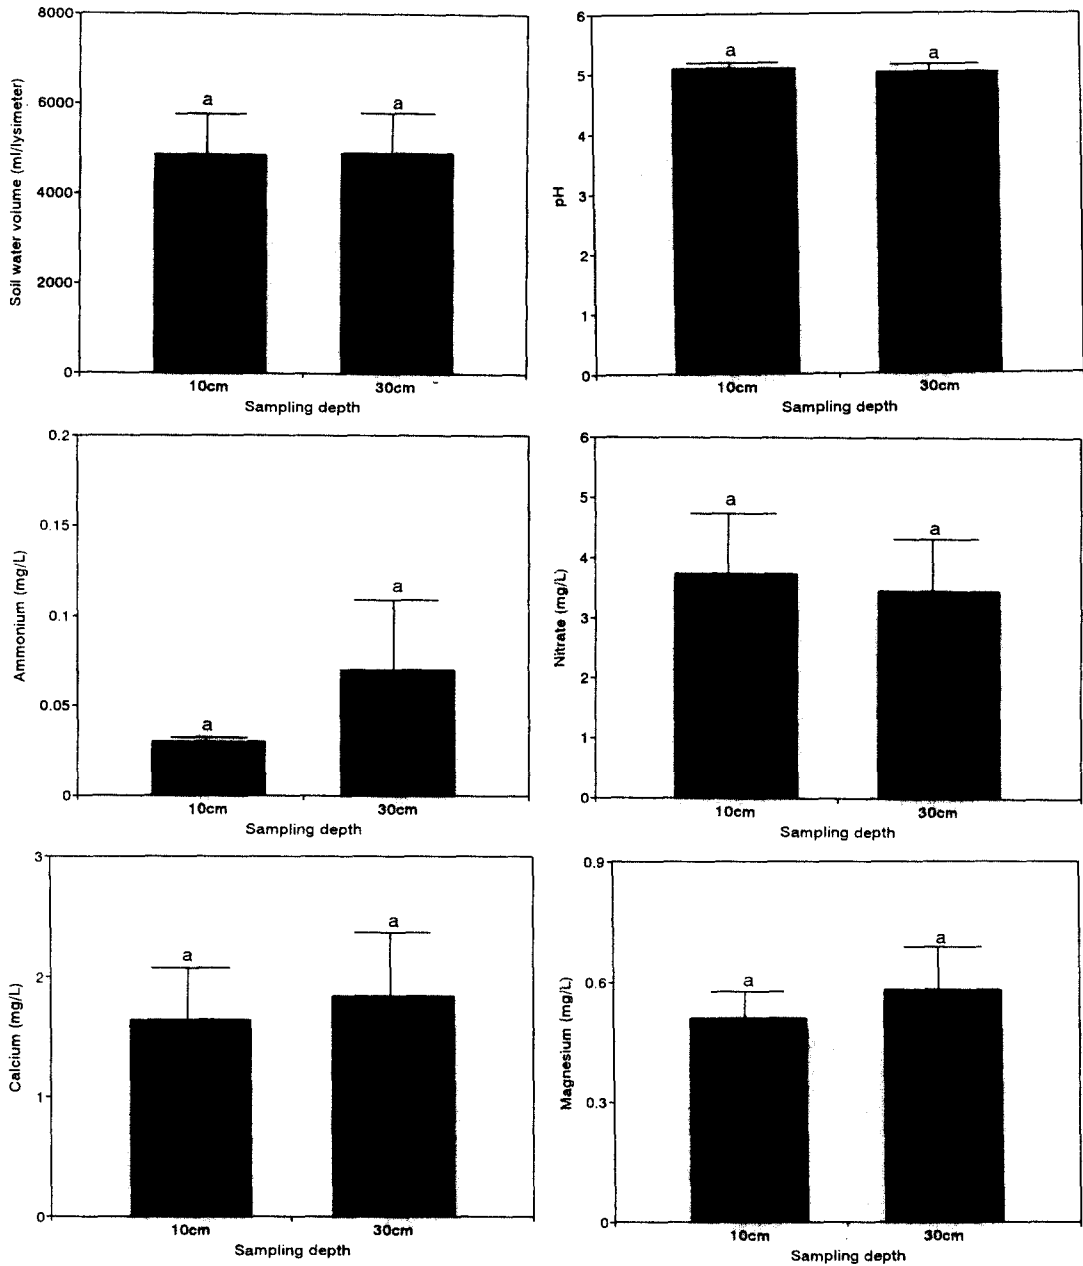 8000
6000
4000
2000
0
Soil water volume (ml/lysimeter)
a
a
10cm
30cm
Sampling depth
6
5
4
3
2
1
0
pH
a
a
10cm
30cm
Sampling depth
0.2
0.15
0.1
0.05
0
Ammonium (mg/L)
a
a
10cm
30cm
Sampling depth
6
5
4
3
2
1
0
Nitrate (mg/L)
a
a
10cm
30cm
Sampling depth
3
2
1
0
Calcium (mg/L)
a
a
10cm
30cm
Sampling depth
0.9
0.6
0.3
0
Magnesium (mg/L)
a
a
10cm
30cm
Sampling depth